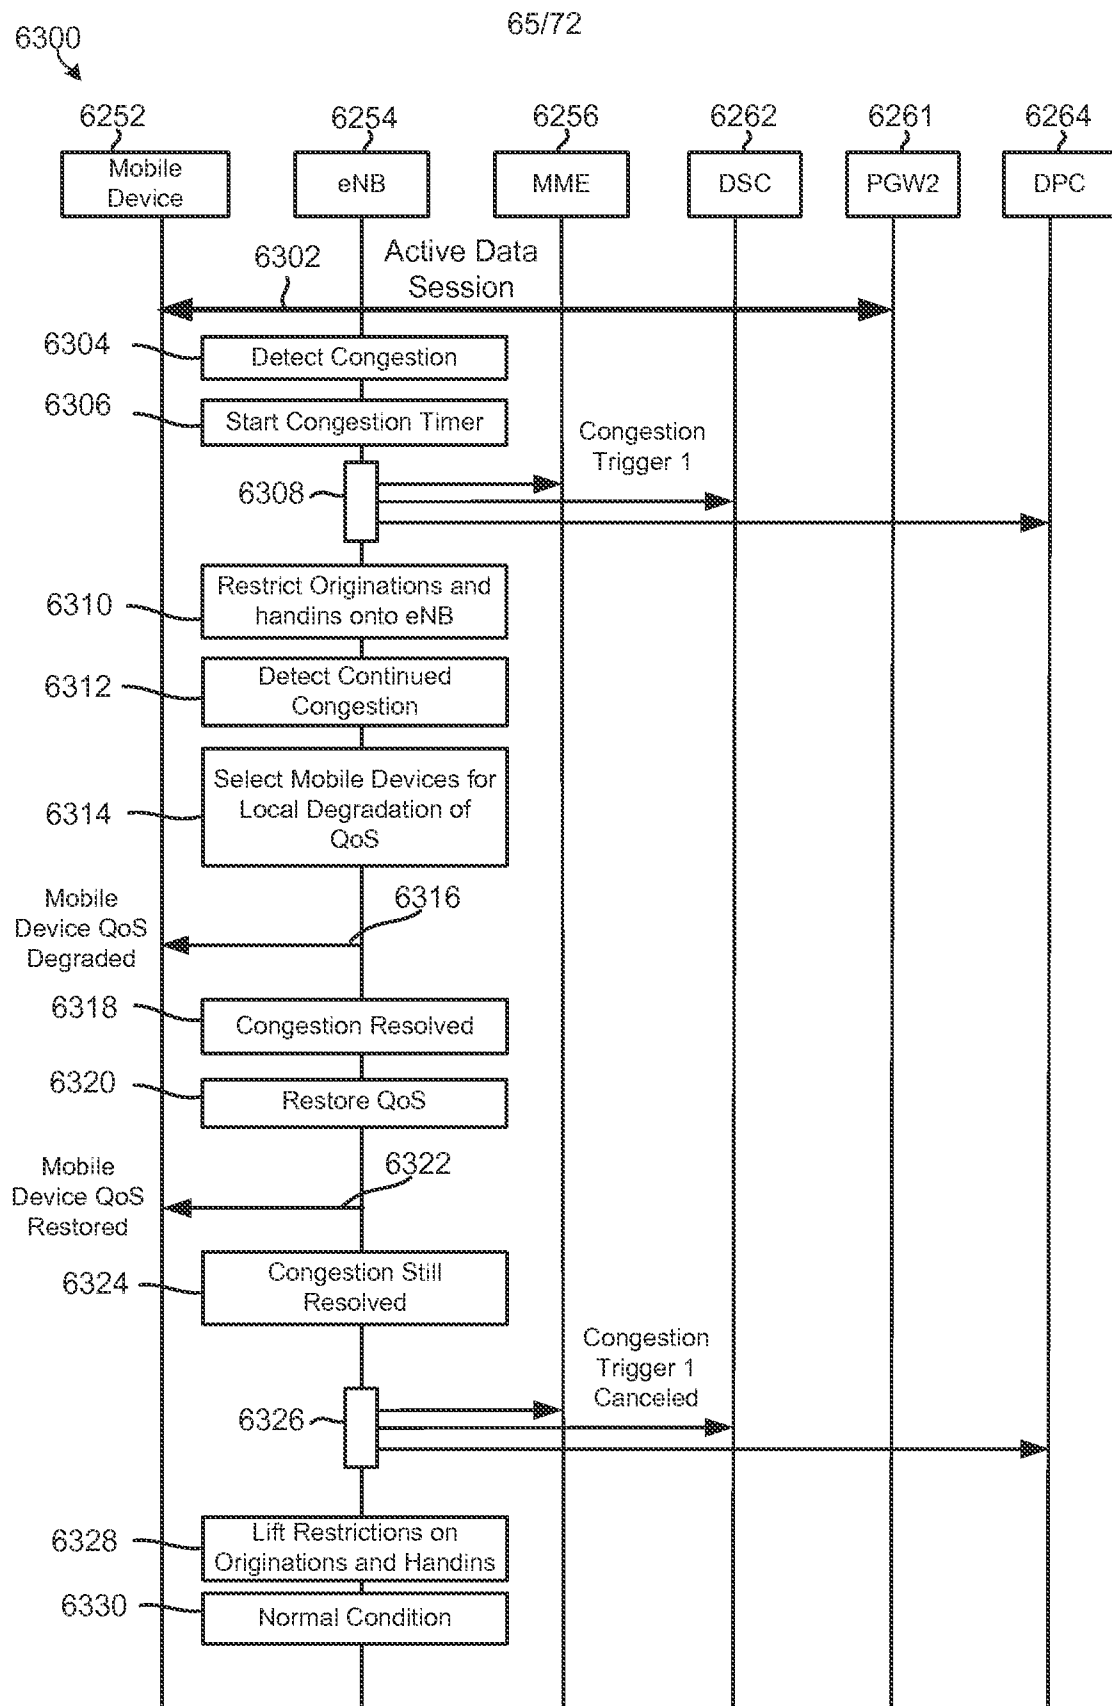 65/72
6300
6252
6254
6256
6262
6261
6264
Mobile
Device
eNB
MME
DSC
PGW2
DPC
6302
Active Data
Session
6304
Detect Congestion
6306
Start Congestion Timer
Congestion
Trigger 1
6308
6310
Restrict Originations and
handins onto eNB
6312
Detect Continued
Congestion
6314
Select Mobile Devices for
Local Degradation of
QoS
Mobile
Device QoS
Degraded
6316
6318
Congestion Resolved
6320
Restore QoS
Mobile
Device QoS
Restored
6322
6324
Congestion Still
Resolved
Congestion
Trigger 1
Canceled
6326
6328
Lift Restrictions on
Originations and Handins
6330
Normal Condition